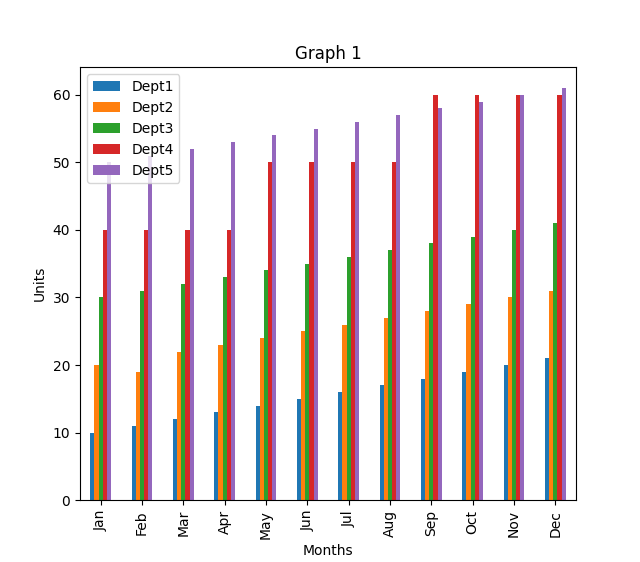 Graph 1
Dept1
Dept2
Dept3
Dept4
Dept5
60
50
40
30
20
10
0
Units
Jan
Feb
Mar
Apr
May
Jun
Jul
Aug
Sep
Oct
Nov
Dec
Months